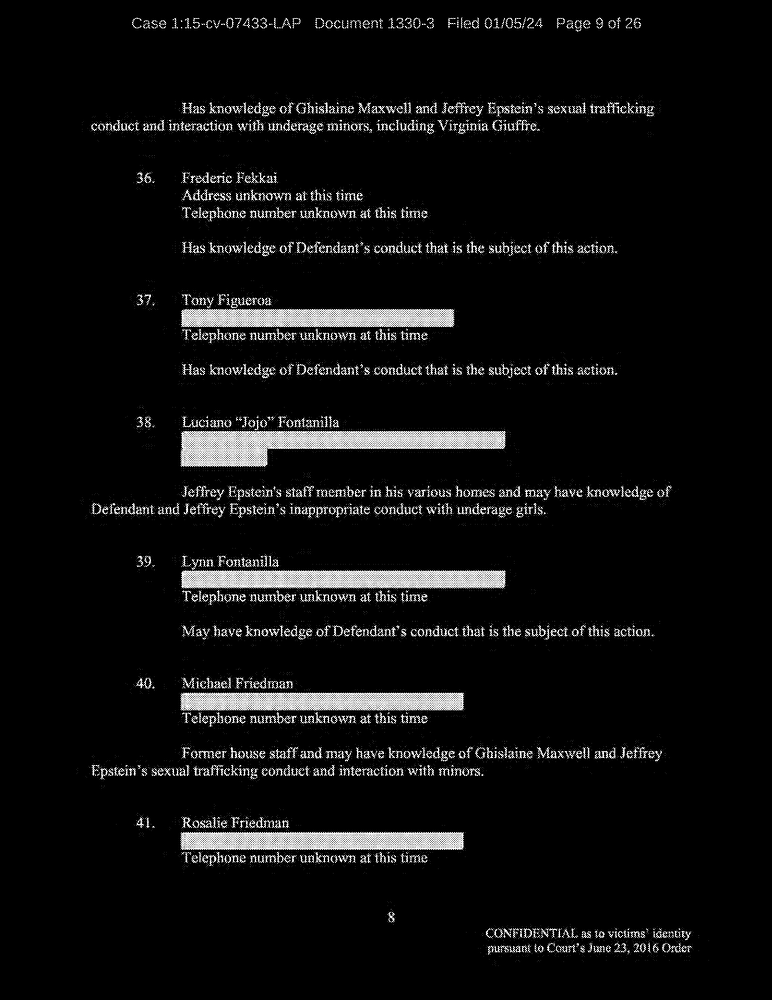 Case 1:15-cv-07433-LAP Document 1330-3 Filed 01/05/24 Page 9 of 26
Has knowledge of Ghislaine Maxwell and Jeffrey Epstein's sexual trafficking
conduct and interaction with underage minors, including Virginia Giuffre.
36. Frederic Fekkai
Address unknown at this time
Telephone number unknown at this time
Has knowledge of Defendant's conduct that is the subject of this action.
37. Tony Figueroa
Telephone number unknown at this time
Has knowledge of Defendant's conduct that is the subject of this action.
38. Luciano "Jojo" Fontanilla
Jeffrey Epstein's staff member in his various homes and may have knowledge of
Defendant and Jeffrey Epstein's inappropriate conduct with underage girls.
39. Lynn Fontanilla
Telephone number unknown at this time
May have knowledge of Defendant's conduct that is the subject of this action.
40. Michael Friedman
Telephone number unknown at this time
Former house staff and may have knowledge of Ghislaine Maxwell and Jeffrey
Epstein's sexual trafficking conduct and interaction with minors.
41. Rosalie Friedman
Telephone number unknown at this time
8
CONFIDENTIAL as to victims' identity
pursuant to Court's June 23, 2016 Order